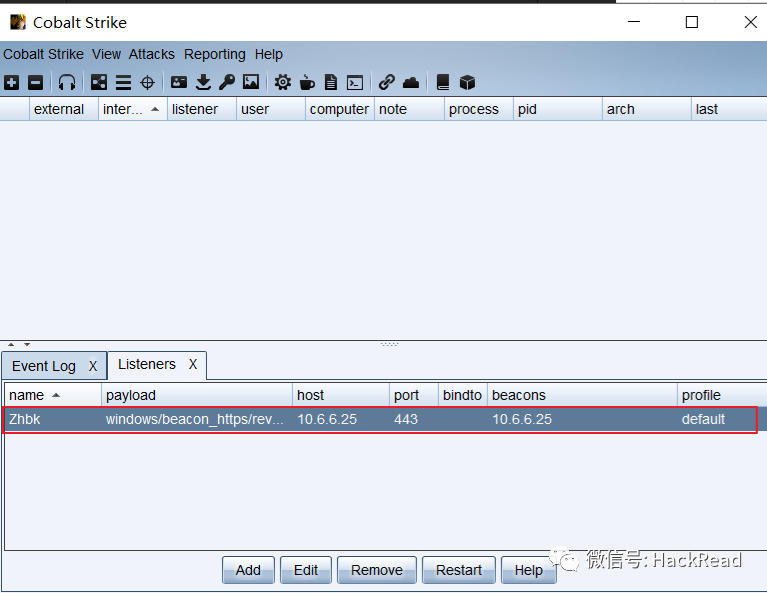 Cobalt Strike
Cobalt Strike View Attacks Reporting Help
external inter... listener user computer note process pid arch last
Event Log X Listeners X
name payload host port bindto beacons profile
Zhbk windows/beacon_https/rev... 10.6.6.25 443 10.6.6.25 default
Add Edit Remove Restart Help
微信号: HackRead